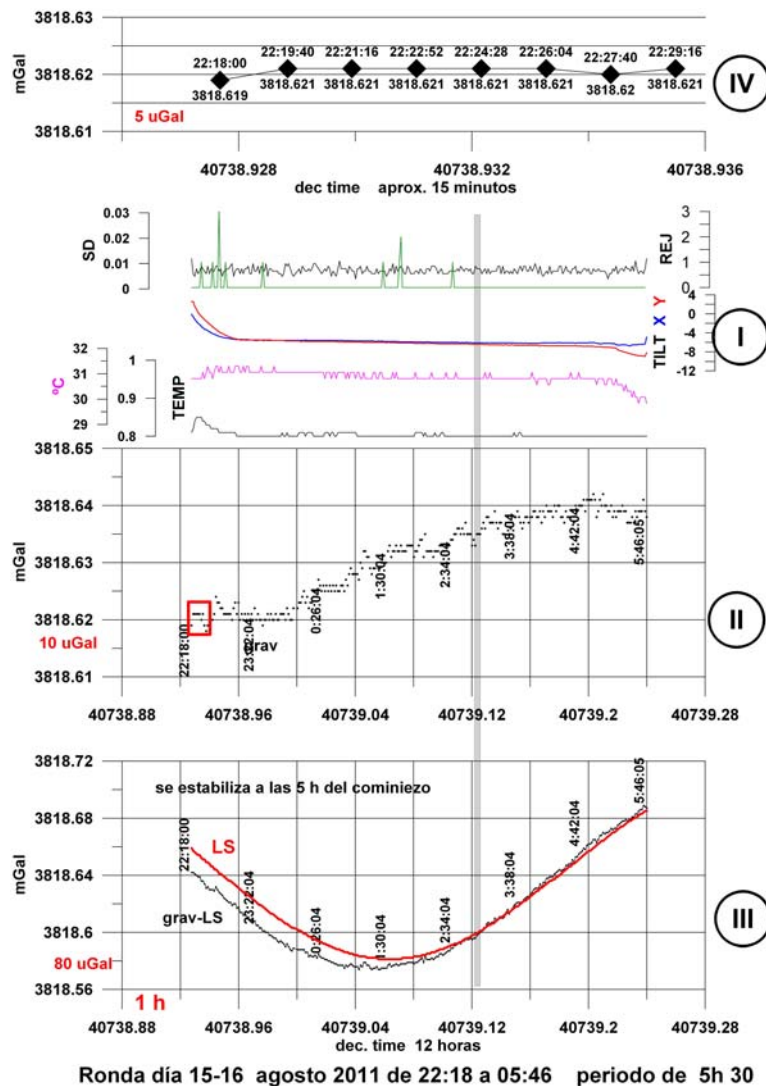 3818.63
22:18:00 22:19:40 22:21:16 22:22:52 22:24:28 22:26:04 22:27:40 22:29:16
mGal
3818.62
3818.619 3818.621 3818.621 3818.621 3818.621 3818.621 3818.62 3818.621
IV
5 uGal
3818.61
40738.928 40738.932 40738.936
dec time aprox. 15 minutos
SD
0.03
0.02
0.01
0
3
2
1
0
REJ
4
0
-4
-8
-12
TILT X Y
I
ºC
32
31
30
29
TEMP
1
0.9
0.8
3818.65
3818.64
mGal
3818.63
3818.62
10 uGal
3818.61
22:18:00 23:22:04 0:26:04 1:30:04 2:34:04 3:38:04 4:42:04 5:46:05
grav
II
40738.88 40738.96 40739.04 40739.12 40739.2 40739.28
3818.72
se estabiliza a las 5 h del cominiezo
3818.68
mGal
3818.64
LS
grav-LS
22:18:00 23:22:04 0:26:04 1:30:04 2:34:04 3:38:04 4:42:04 5:46:05
III
3818.6
80 uGal
3818.56
1 h
40738.88 40738.96 40739.04 40739.12 40739.2 40739.28
dec. time 12 horas
Ronda día 15-16 agosto 2011 de 22:18 a 05:46 periodo de 5h 30